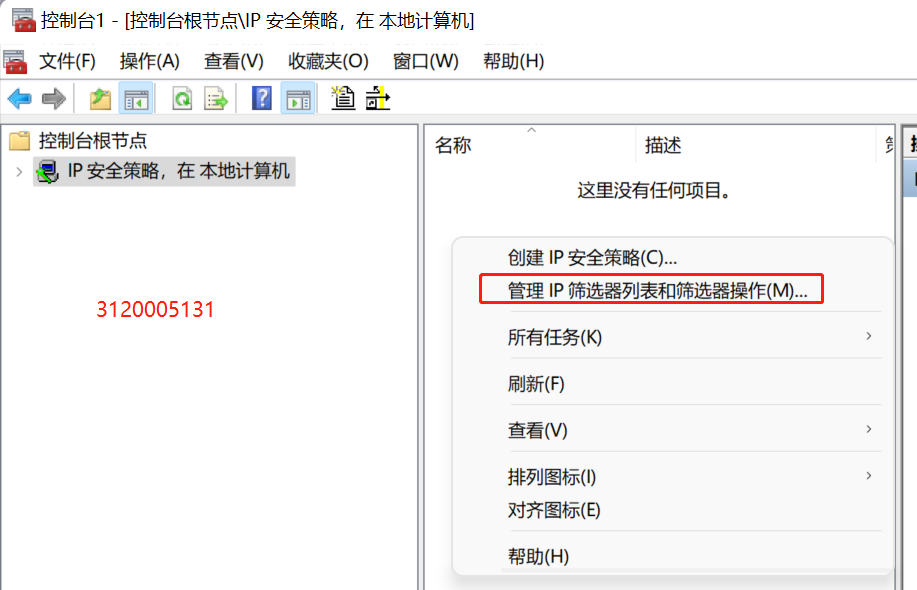 控制台1 - [控制台根节点\IP 安全策略，在 本地计算机]
文件(F) 操作(A) 查看(V) 收藏夹(O) 窗口(W) 帮助(H)
控制台根节点
IP 安全策略，在 本地计算机
3120005131
名称 描述
这里没有任何项目。
创建 IP 安全策略(C)...
管理 IP 筛选器列表和筛选器操作(M)...
所有任务(K)
刷新(F)
查看(V)
排列图标(I)
对齐图标(E)
帮助(H)